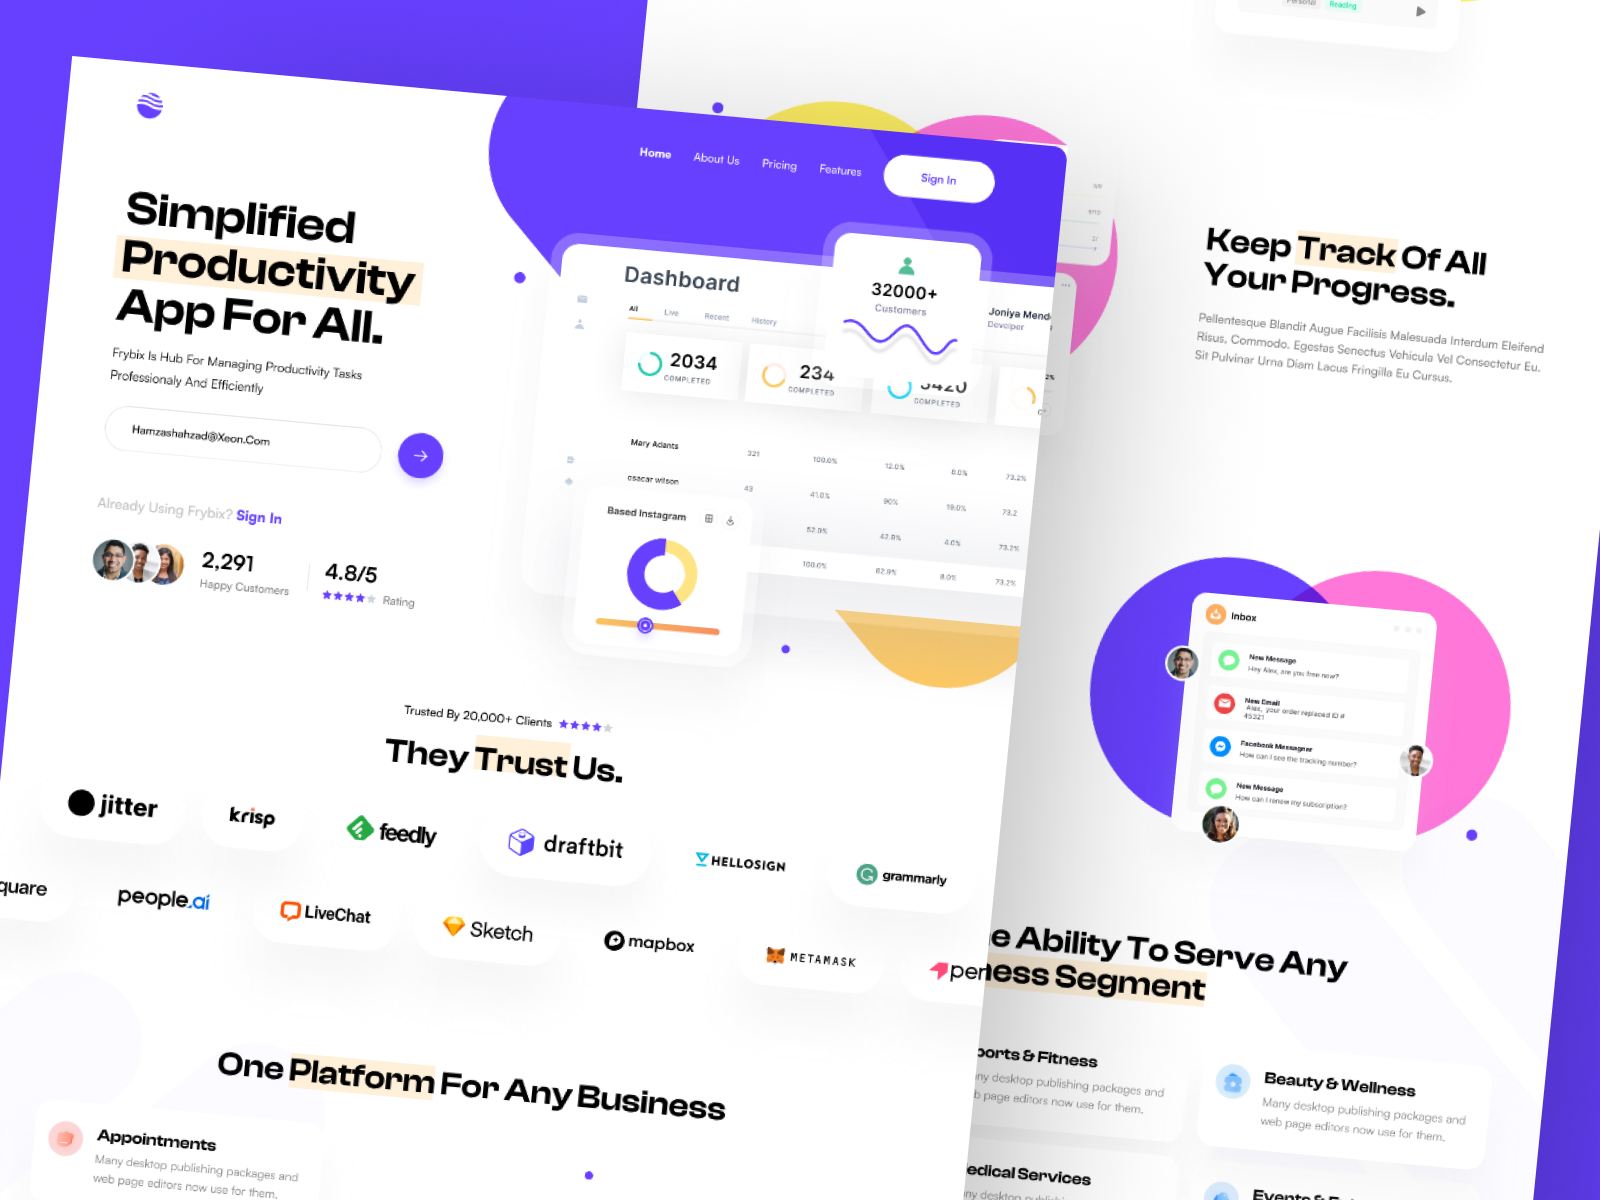 Home
About Us
Pricing
Features
Sign In
Simplified
Productivity
App For All.
Frybix Is Hub For Managing Productivity Tasks
Professionaly And Efficiently
Hamzashahzad@Xeon.Com
Already Using Frybix? Sign In
2,291
Happy Customers
4.8/5
Rating
Dashboard
All
Live
Recent
History
32000+
Customers
Joniya Mende
Develper
2034
COMPLETED
234
COMPLETED
3420
COMPLETED
Mary Adants 321 100.0% 12.0% 6.0% 73.2%
osacar wilson 43 41.0% 90% 19.0% 73.2
52.0% 42.9% 4.0% 73.2%
100.0% 62.9% 8.0% 73.2%
Based Instagram
Trusted By 20,000+ Clients
They Trust Us.
jitter
krisp
feedly
draftbit
HELLOSIGN
grammarly
quare
people.ai
LiveChat
Sketch
mapbox
METAMASK
pen
One Platform For Any Business
Appointments
Many desktop publishing packages and
web page editors now use for them.
Personal
Reading
Keep Track Of All
Your Progress.
Pellentesque Blandit Augue Facilisis Malesuada Interdum Eleifend
Risus, Commodo. Egestas Senectus Vehicula Vel Consectetur Eu.
Sit Pulvinar Urna Diam Lacus Fringilla Eu Cursus.
Inbox
New Message
Hey Alex, are you free now?
New Email
Alex, your order replaced ID #
45321
Facebook Messagner
How can I see the tracking number?
New Message
How can I renew my subscription?
e Ability To Serve Any
ness Segment
ports & Fitness
ny desktop publishing packages and
b page editors now use for them.
Beauty & Wellness
Many desktop publishing packages and
web page editors now use for them.
edical Services
ny desktop publishing packages and
Events &